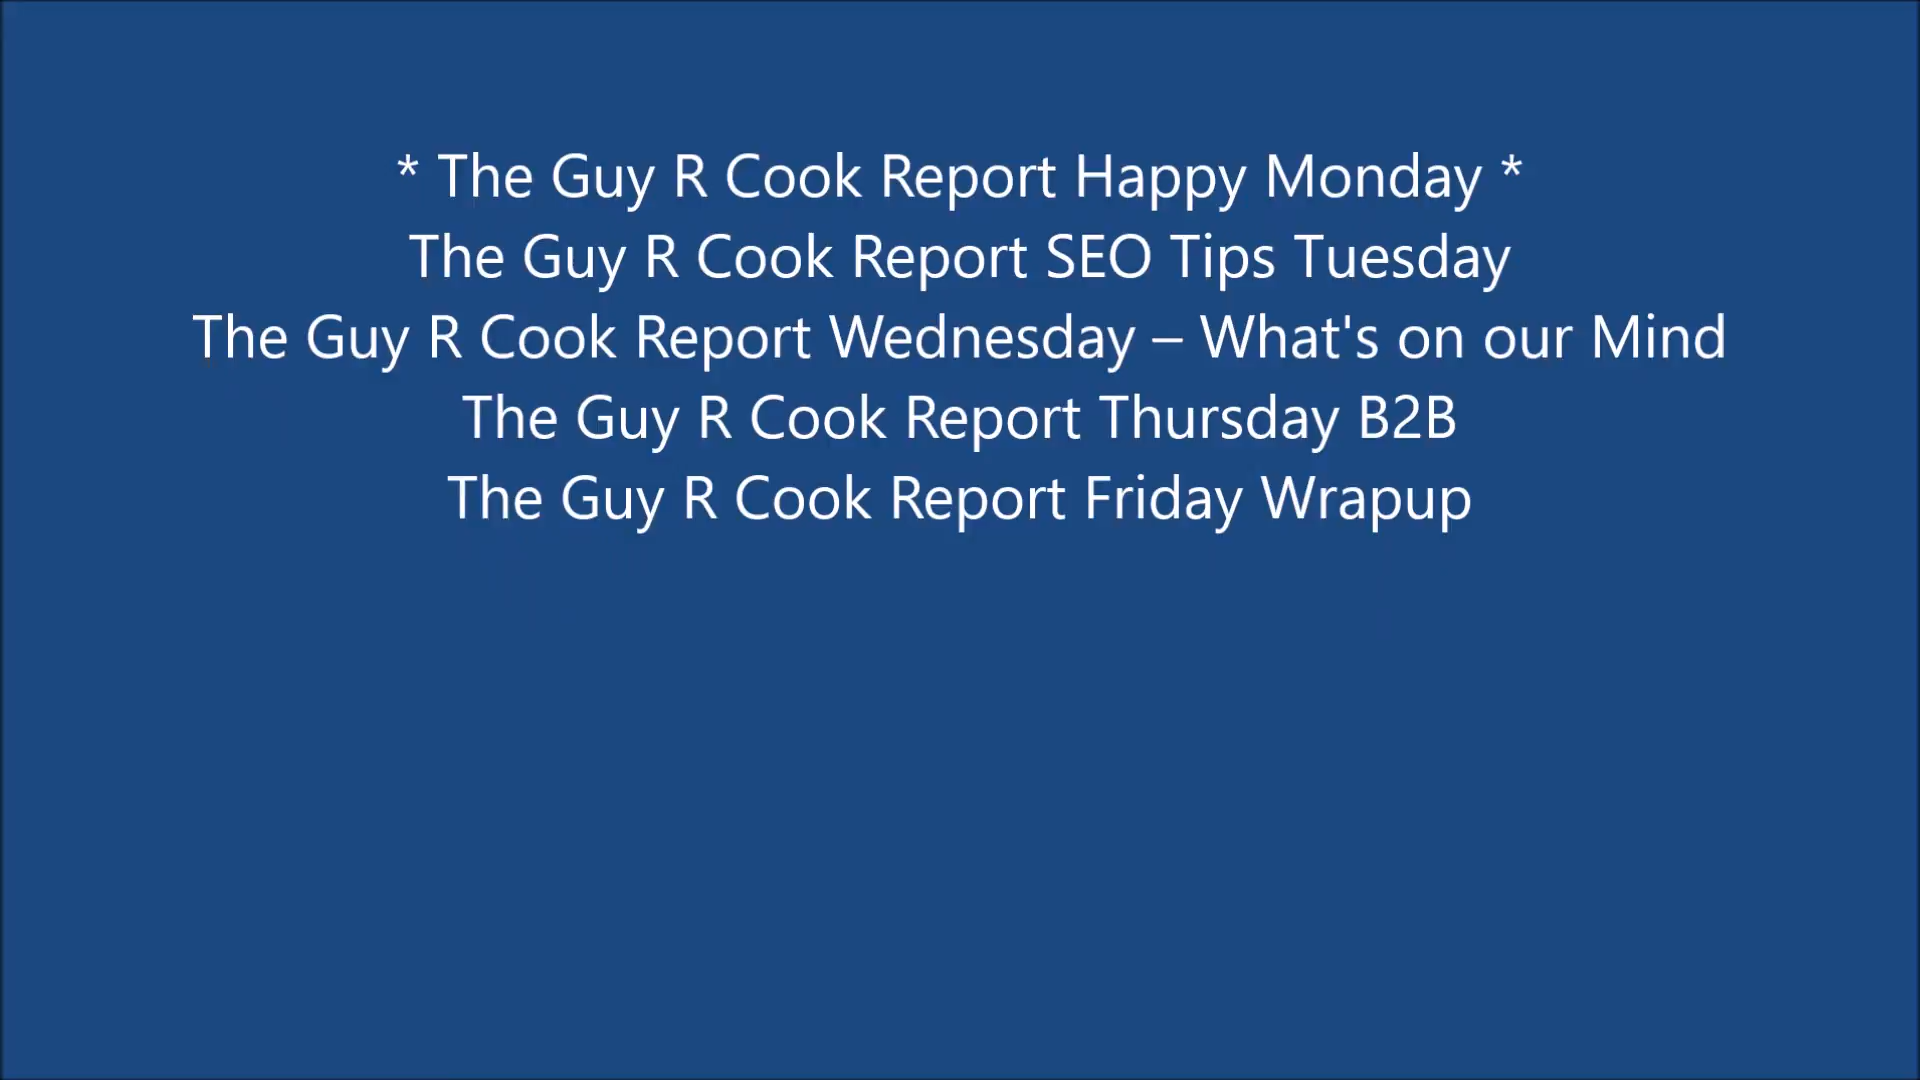 * The Guy R Cook Report Happy Monday *
The Guy R Cook Report SEO Tips Tuesday
The Guy R Cook Report Wednesday – What's on our Mind
The Guy R Cook Report Thursday B2B
The Guy R Cook Report Friday Wrapup